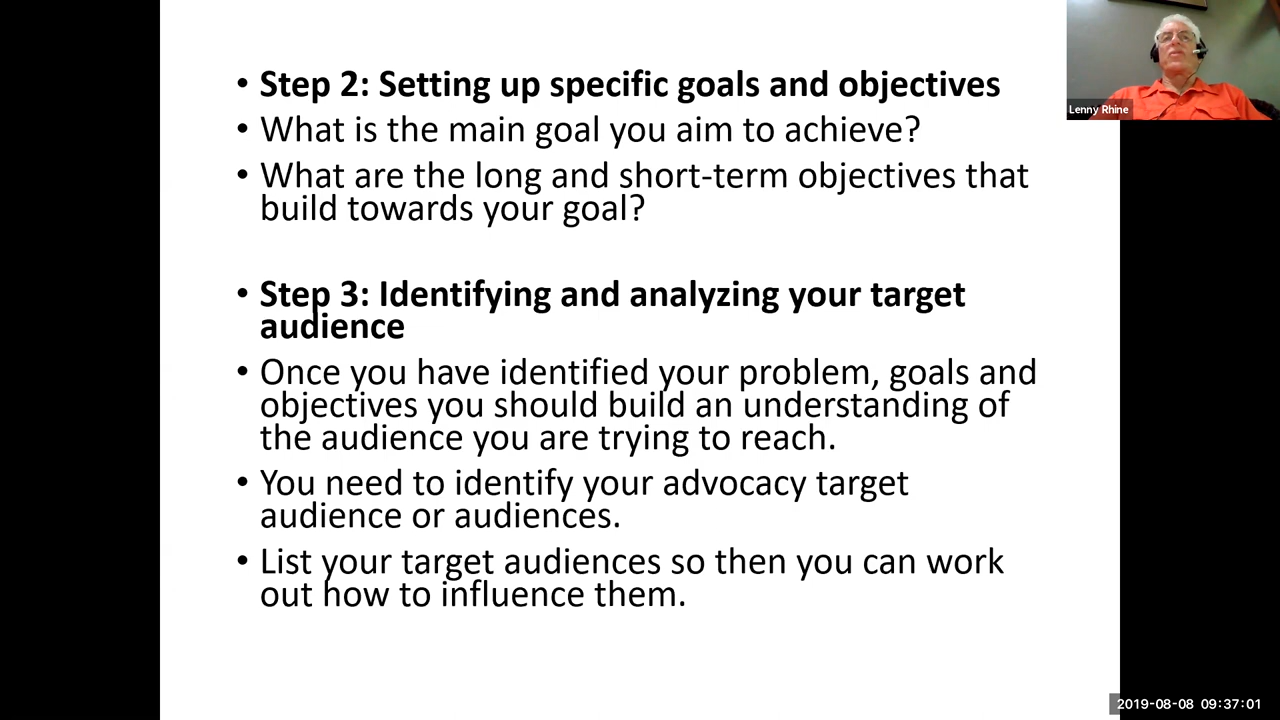 • Step 2: Setting up specific goals and objectives
• What is the main goal you aim to achieve?
• What are the long and short-term objectives that
build towards your goal?
• Step 3: Identifying and analyzing your target
audience
• Once you have identified your problem, goals and
objectives you should build an understanding of
the audience you are trying to reach.
• You need to identify your advocacy target
audience or audiences.
• List your target audiences so then you can work
out how to influence them.
Lenny Rhine
2019-08-08 09:37:01